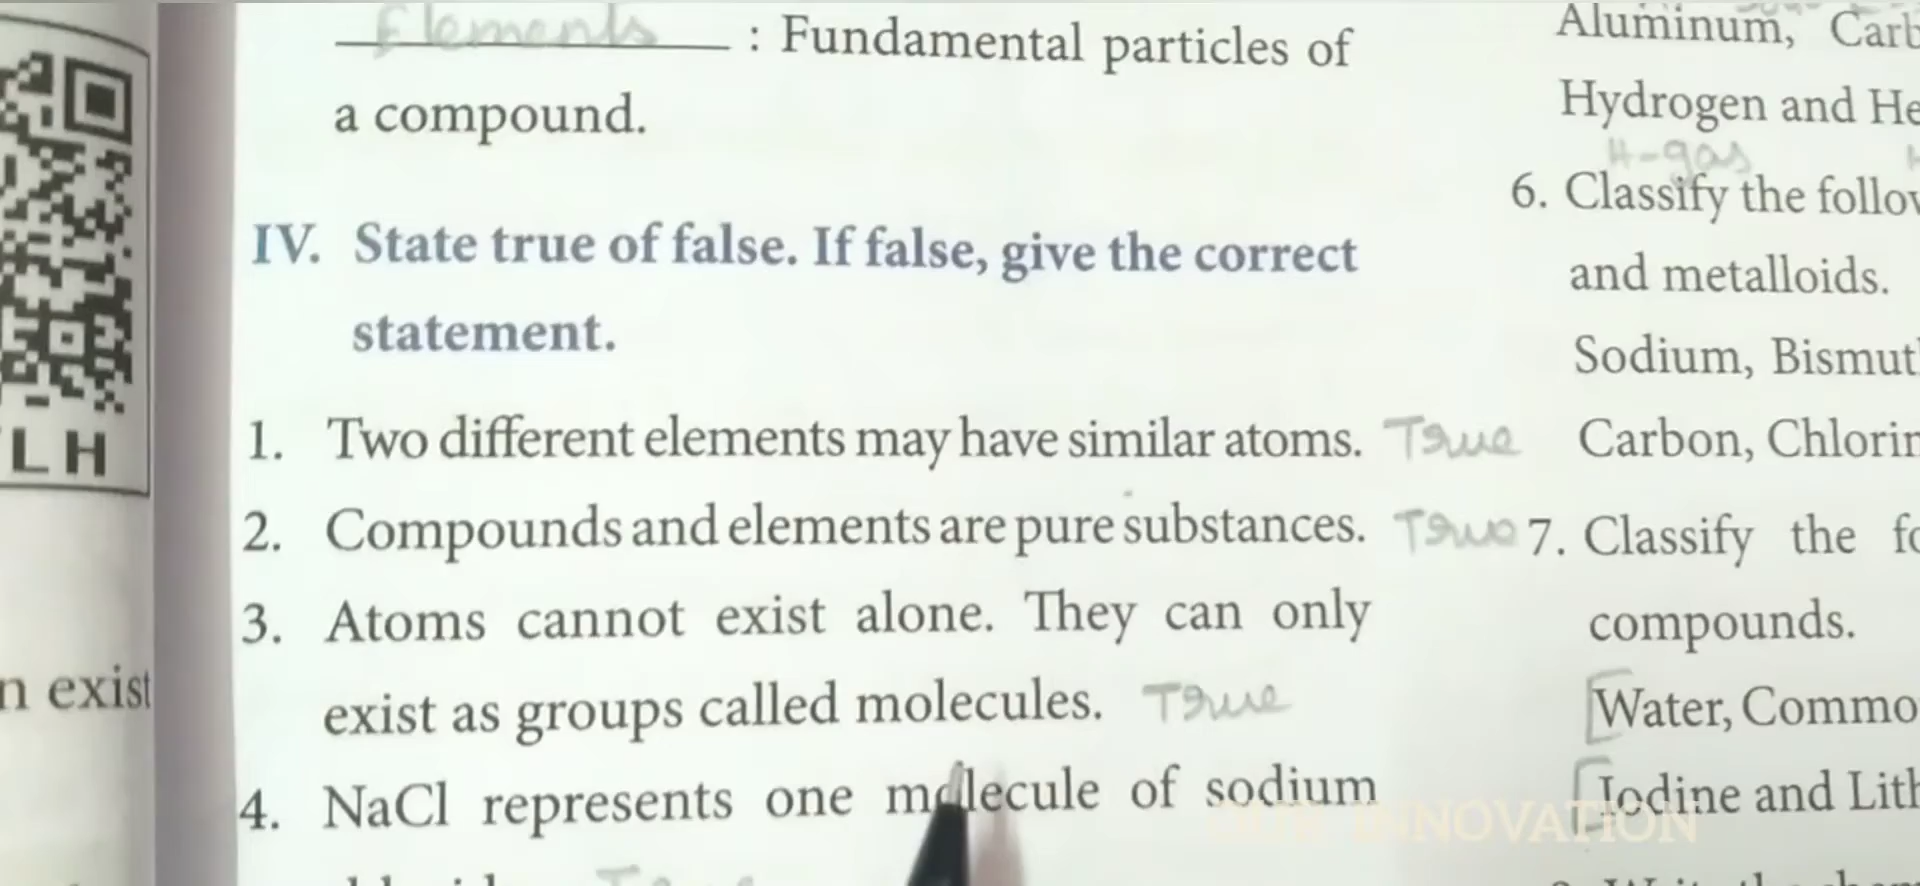 Elements : Fundamental particles of
a compound.
IV. State true of false. If false, give the correct
statement.
1. Two different elements may have similar atoms. True
2. Compounds and elements are pure substances. True
3. Atoms cannot exist alone. They can only
exist as groups called molecules. True
4. NaCl represents one molecule of sodium
LH
n exist
Aluminum, Carb
Hydrogen and He
H-gas
6. Classify the follow
and metalloids.
Sodium, Bismut
Carbon, Chlorin
7. Classify the fo
compounds.
Water, Commo
Iodine and Lith
OUR INNOVATION